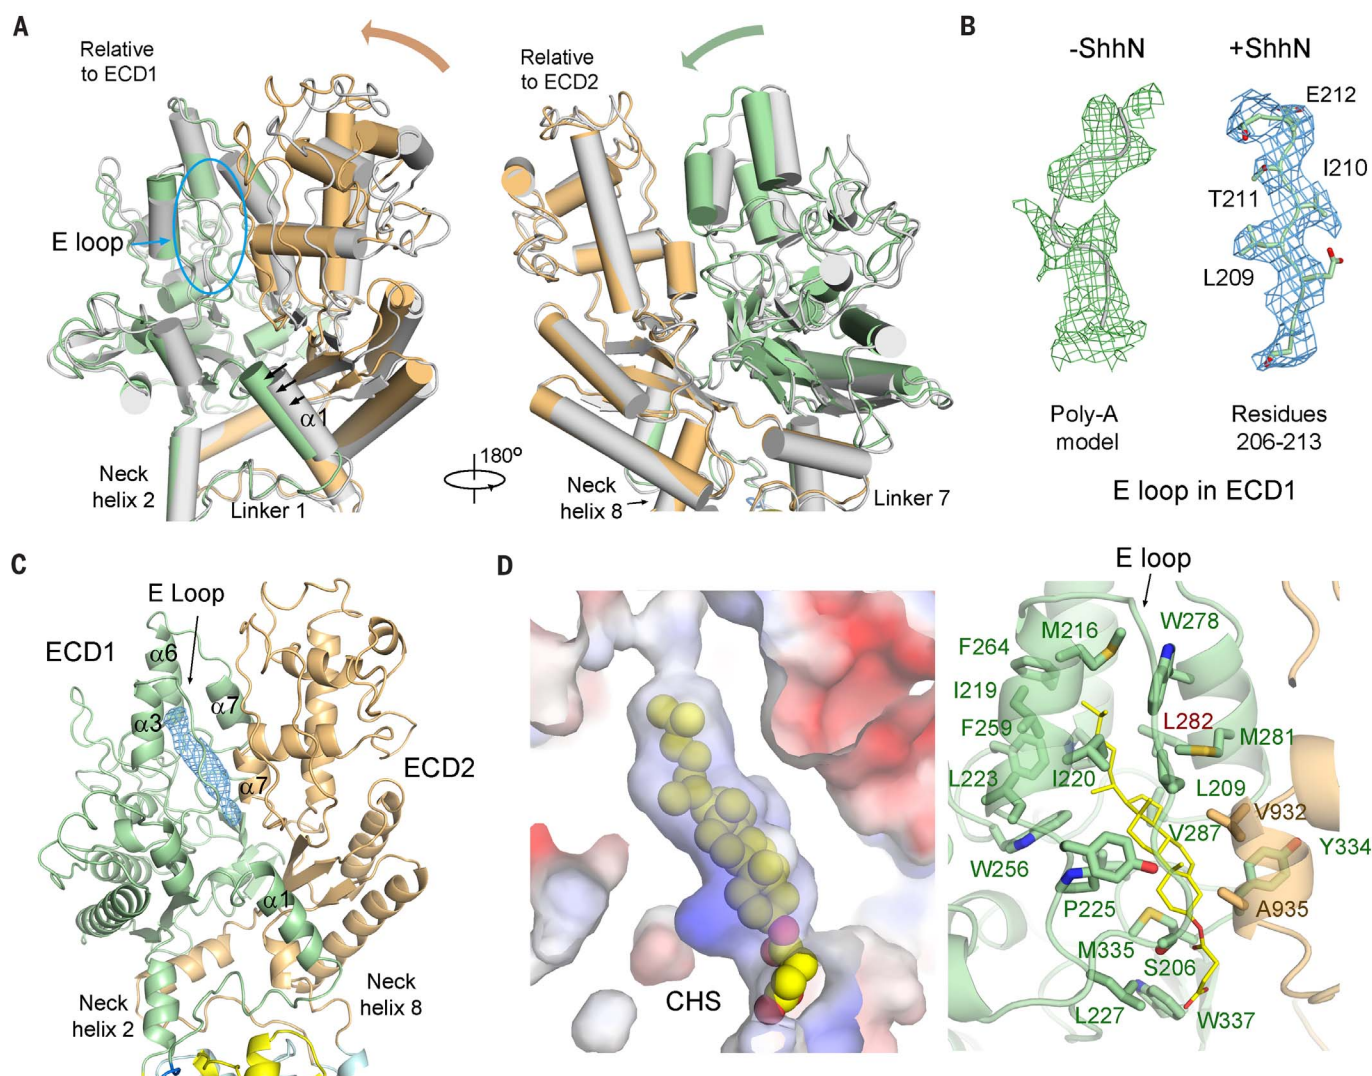 A
Relative
to ECD1
E loop
α1
Neck
helix 2
Linker 1
180º
Relative
to ECD2
Neck
helix 8
Linker 7
B
-ShhN
+ShhN
E212
I210
T211
L209
Poly-A
model
Residues
206-213
E loop in ECD1
C
E Loop
ECD1
α6
α3
α7
α7
ECD2
α1
Neck
helix 2
Neck
helix 8
D
CHS
E loop
W278
M216
F264
I219
L282
F259
M281
L223
I220
L209
V932
V287
Y334
W256
P225
A935
M335
S206
L227
W337